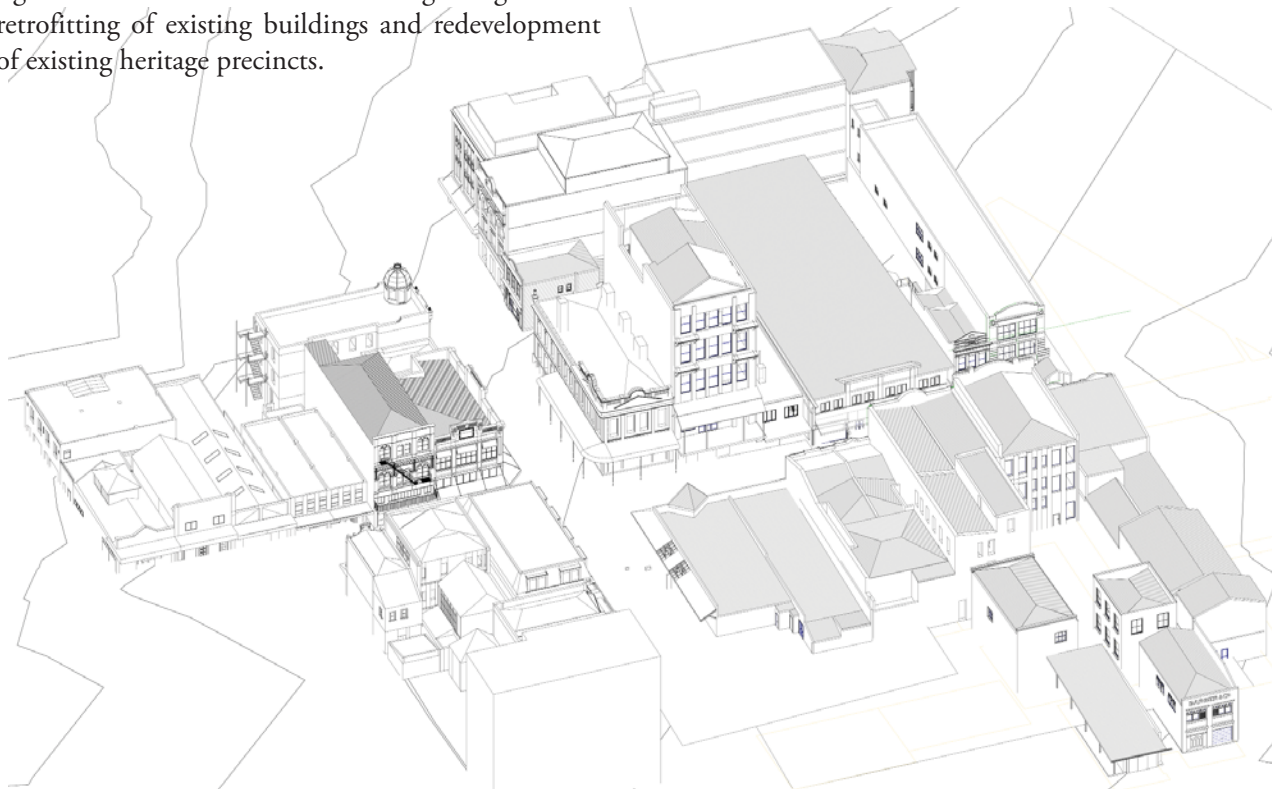 retrofitting of existing buildings and redevelopment
of existing heritage precincts.